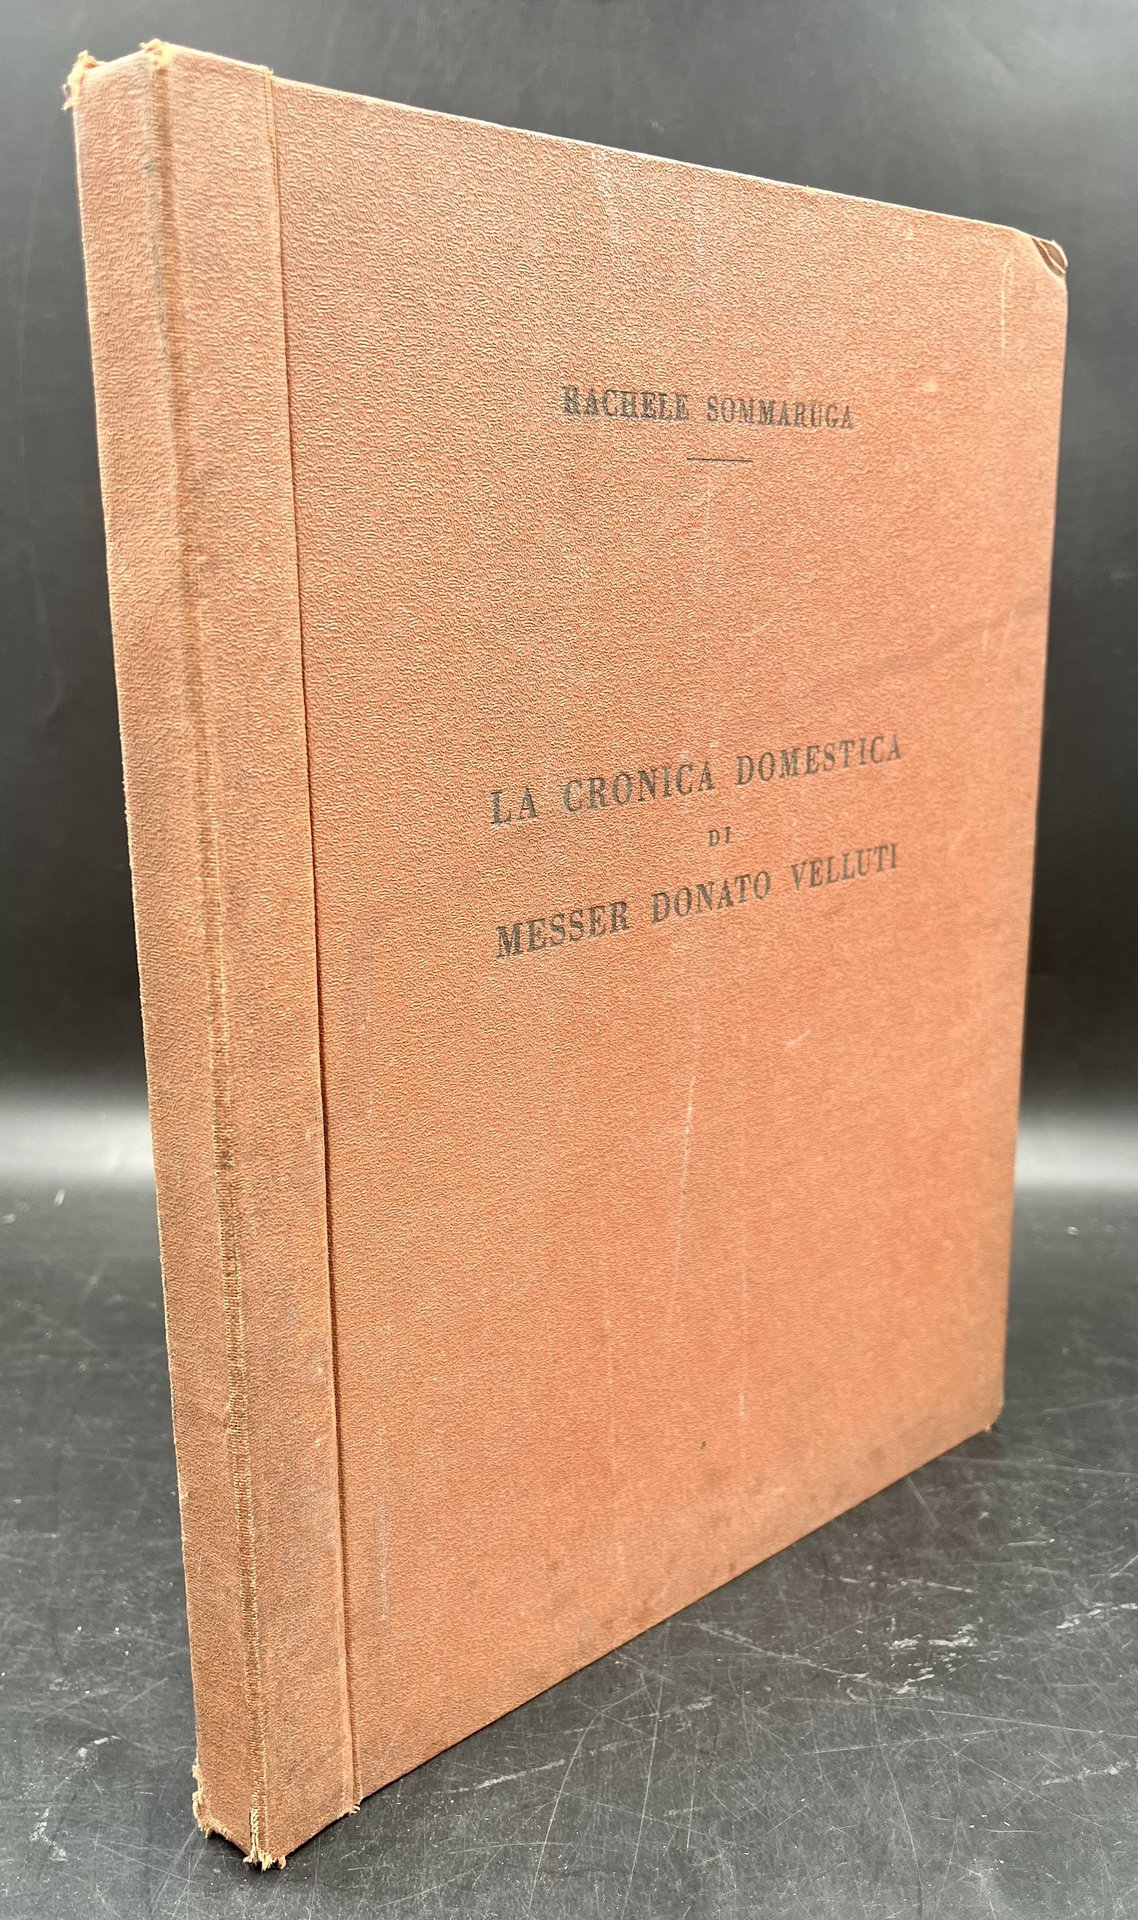 RACHELE SOMMARUGA
LA CRONICA DOMESTICA
DI
MESSER DONATO VELLUTI